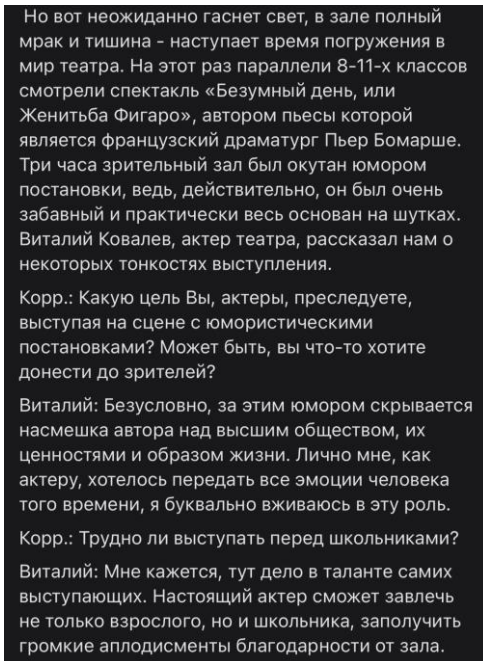 Но вот неожиданно гаснет свет, в зале полный
мрак и тишина - наступает время погружения в
мир театра. На этот раз параллели 8-11-х классов
смотрели спектакль «Безумный день, или
Женитьба Фигаро», автором пьесы которой
является французский драматург Пьер Бомарше.
Три часа зрительный зал был окутан юмором
постановки, ведь, действительно, он был очень
забавный и практически весь основан на шутках.
Виталий Ковалев, актер театра, рассказал нам о
некоторых тонкостях выступления.
Корр.: Какую цель Вы, актеры, преследуете,
выступая на сцене с юмористическими
постановками? Может быть, вы что-то хотите
донести до зрителей?
Виталий: Безусловно, за этим юмором скрывается
насмешка автора над высшим обществом, их
ценностями и образом жизни. Лично мне, как
актеру, хотелось передать все эмоции человека
того времени, я буквально вживаюсь в эту роль.
Корр.: Трудно ли выступать перед школьниками?
Виталий: Мне кажется, тут дело в таланте самих
выступающих. Настоящий актер сможет завлечь
не только взрослого, но и школьника, заполучить
громкие аплодисменты благодарности от зала.